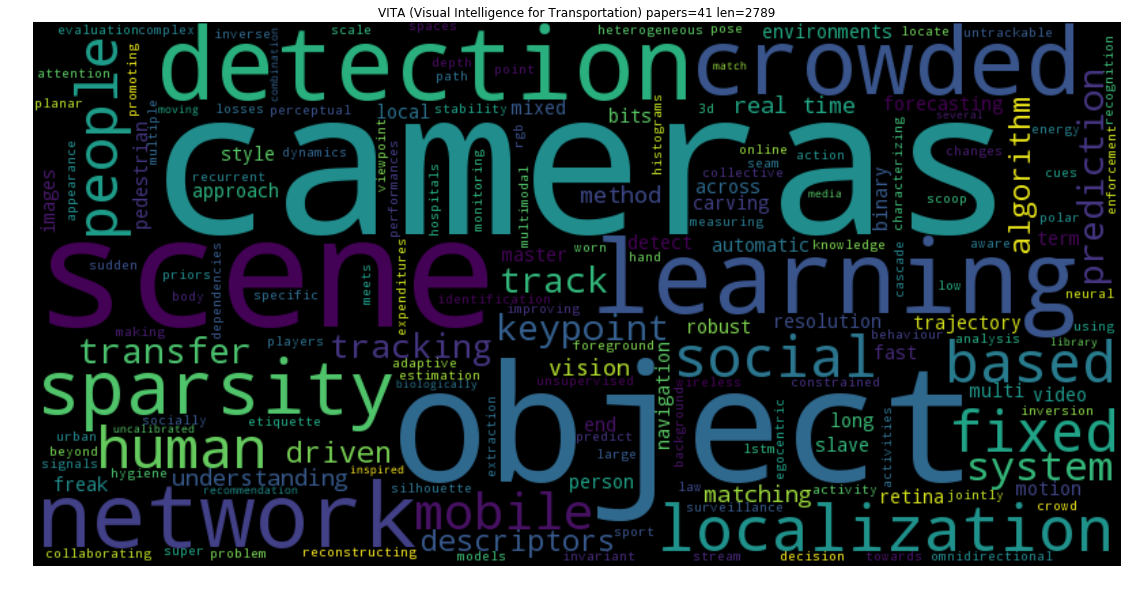 VITA (Visual Intelligence for Transportation) papers=41 len=2789
evaluation complex inverse scale heterogeneous pose environments locate untrackable
detection crowded
attention spaces depth path point match recognition
planar promoting combination
people moving losses perceptual local stability mixed 3d real time forecasting several
multiple bits histograms algorithm prediction energy enforcement
cameras
pedestrian style dynamics viewpoint rgb online seam action characterizing changes cues
appearance recurrent approach performances hospitals monitoring multimodal method collective across carving media binary scoop polar
images measuring
scene learning
master worn hand detect automatic knowledge aware term
sudden priors dependencies meets track cascade low
body specific expenditures identification neural
improving
making players keypoint robust resolution trajectory using
transfer tracking foreground behaviour analysis library
adaptive vision social fast based
estimation unsupervised wireless constrained
sparsity biologically object navigation multi video
socially etiquette long inversion
uncalibrated extraction end background egocentric fixed
urban human driven predict lstm slave activities
beyond large
signals hygiene understanding inspired person law system
freak recommendation silhouette matching activity retina jointly motion
network mobile surveillance crowd
descriptors sport localization
collaborating super problem reconstructing models invariant stream decision towards omnidirectional